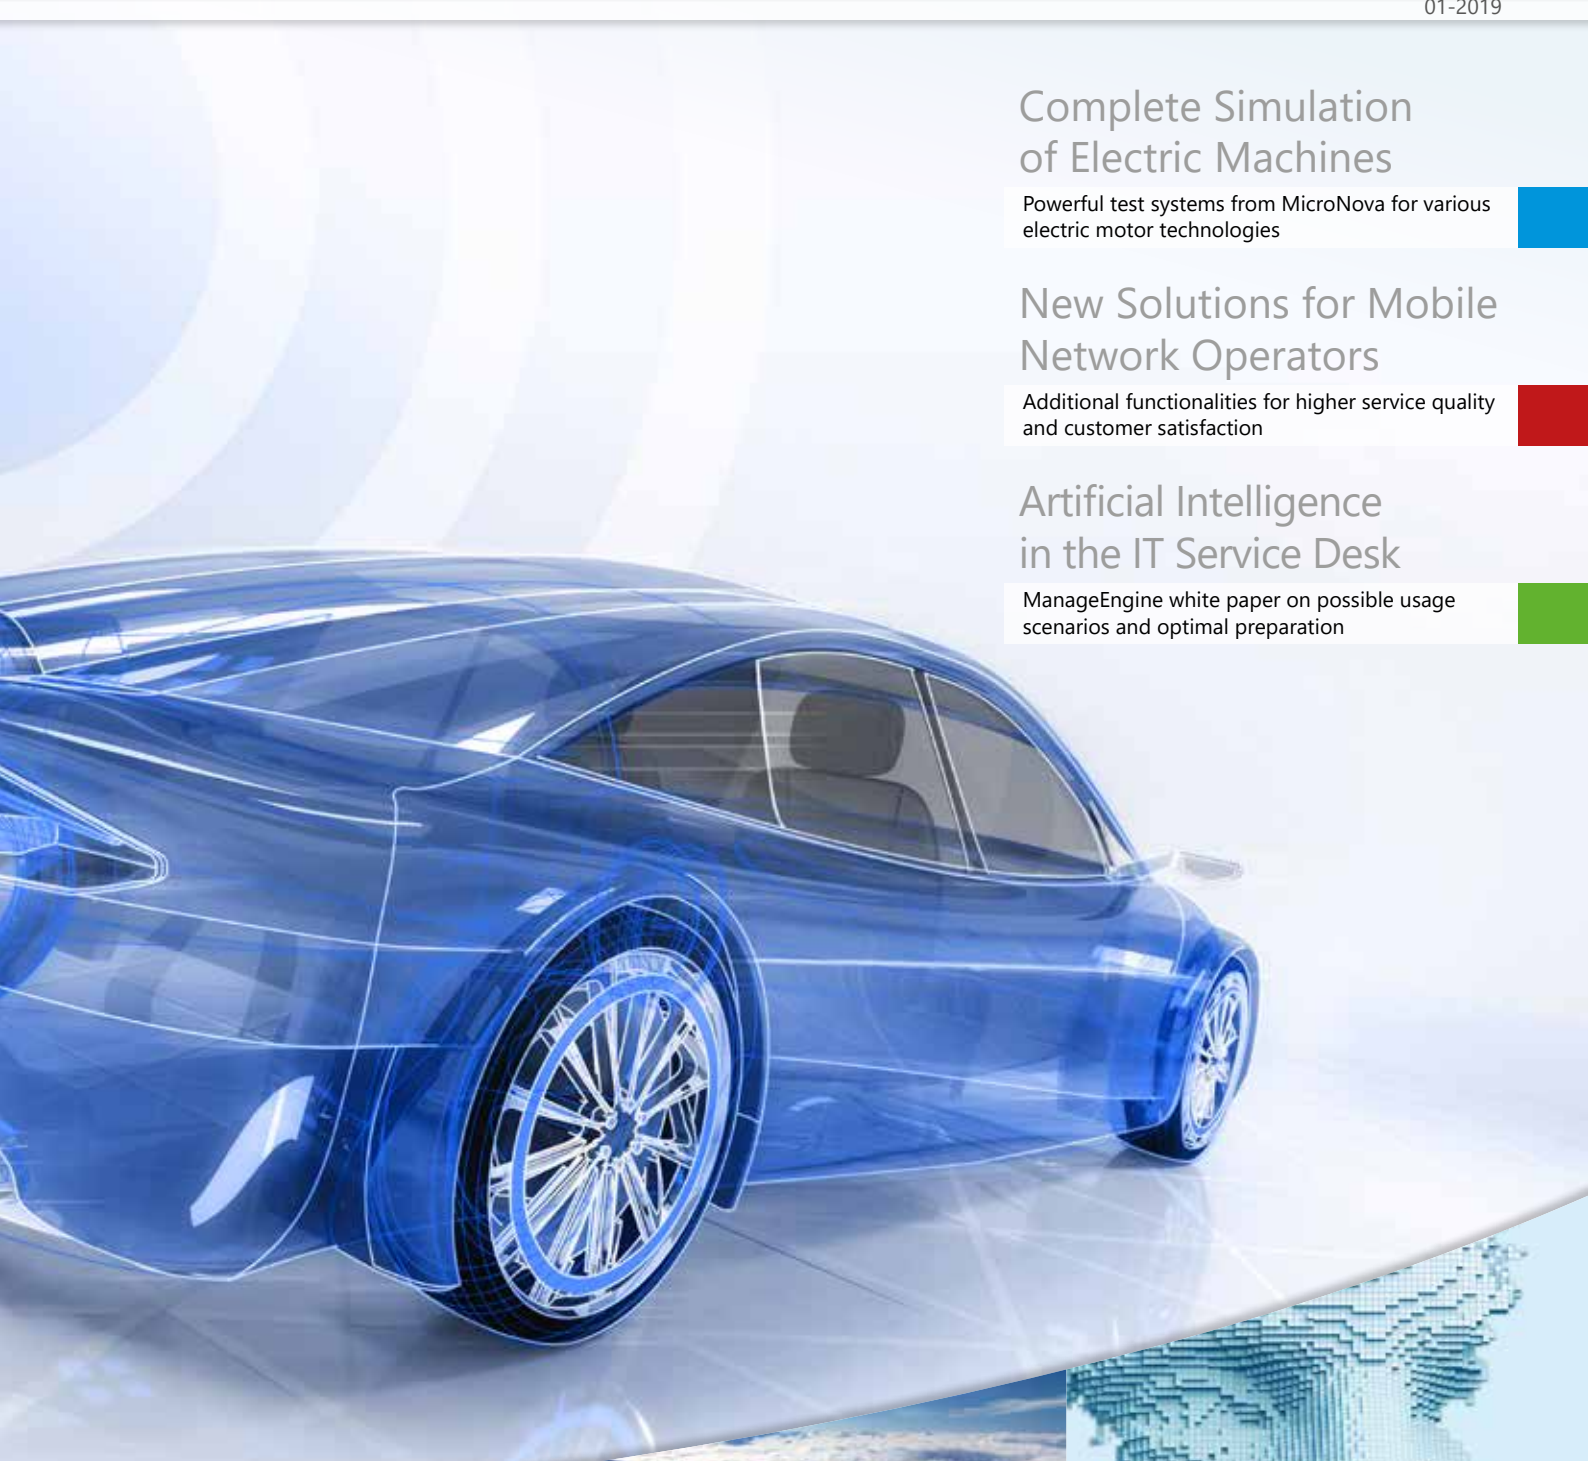 01-2019
Complete Simulation
of Electric Machines
Powerful test systems from MicroNova for various
electric motor technologies
New Solutions for Mobile
Network Operators
Additional functionalities for higher service quality
and customer satisfaction
Artificial Intelligence
in the IT Service Desk
ManageEngine white paper on possible usage
scenarios and optimal preparation